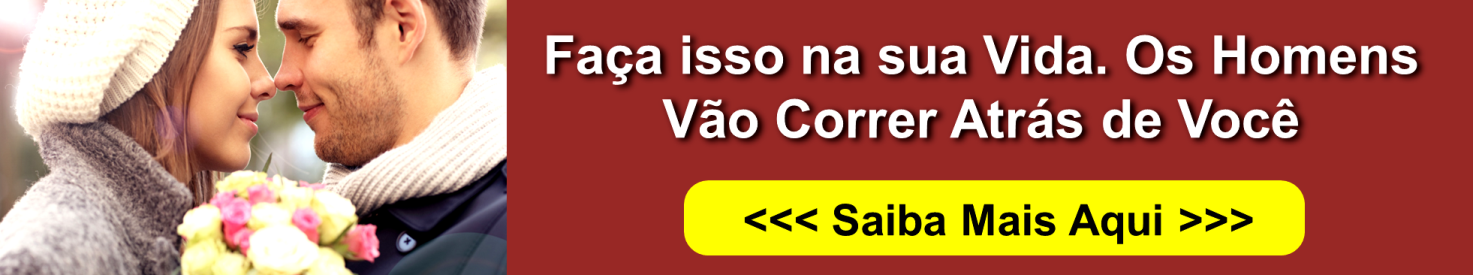 Faça isso na sua Vida. Os Homens
Vão Correr Atrás de Você
<<< Saiba Mais Aqui >>>